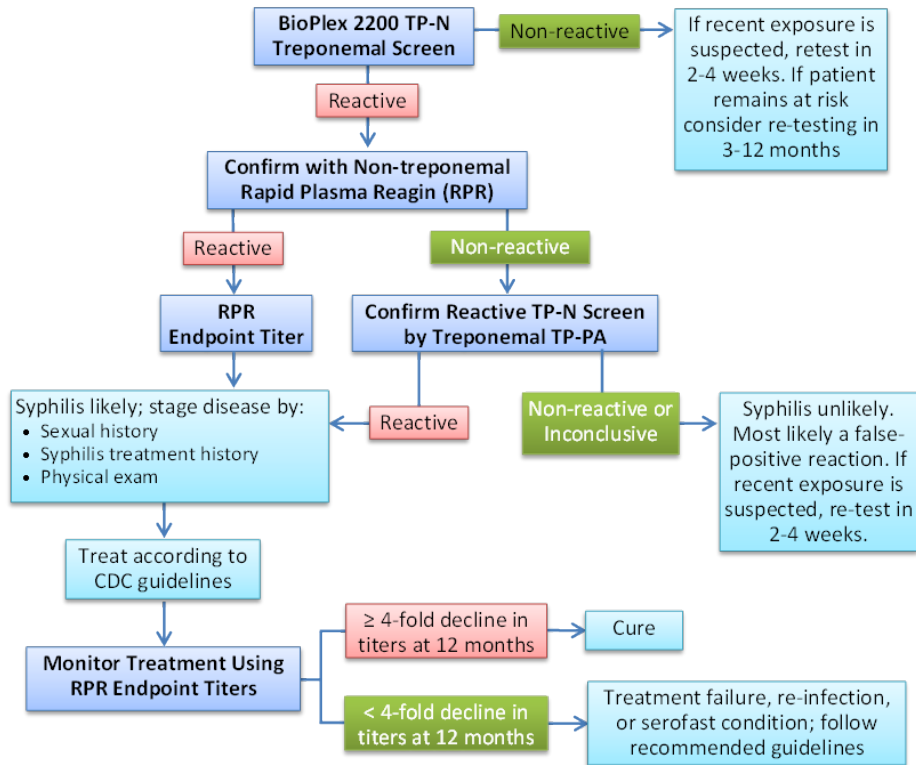 BioPlex 2200 TP-N
Treponemal Screen
Non-reactive
If recent exposure is
suspected, retest in
2-4 weeks. If patient
remains at risk
consider re-testing in
3-12 months
Reactive
Confirm with Non-treponemal
Rapid Plasma Reagin (RPR)
Reactive
Non-reactive
RPR
Endpoint Titer
Confirm Reactive TP-N Screen
by Treponemal TP-PA
Syphilis likely; stage disease by:
• Sexual history
• Syphilis treatment history
• Physical exam
Reactive
Non-reactive or
Inconclusive
Syphilis unlikely.
Most likely a false-
positive reaction. If
recent exposure is
suspected, re-test in
2-4 weeks.
Treat according to
CDC guidelines
Monitor Treatment Using
RPR Endpoint Titers
≥ 4-fold decline in
titers at 12 months
Cure
< 4-fold decline in
titers at 12 months
Treatment failure, re-infection,
or serofast condition; follow
recommended guidelines